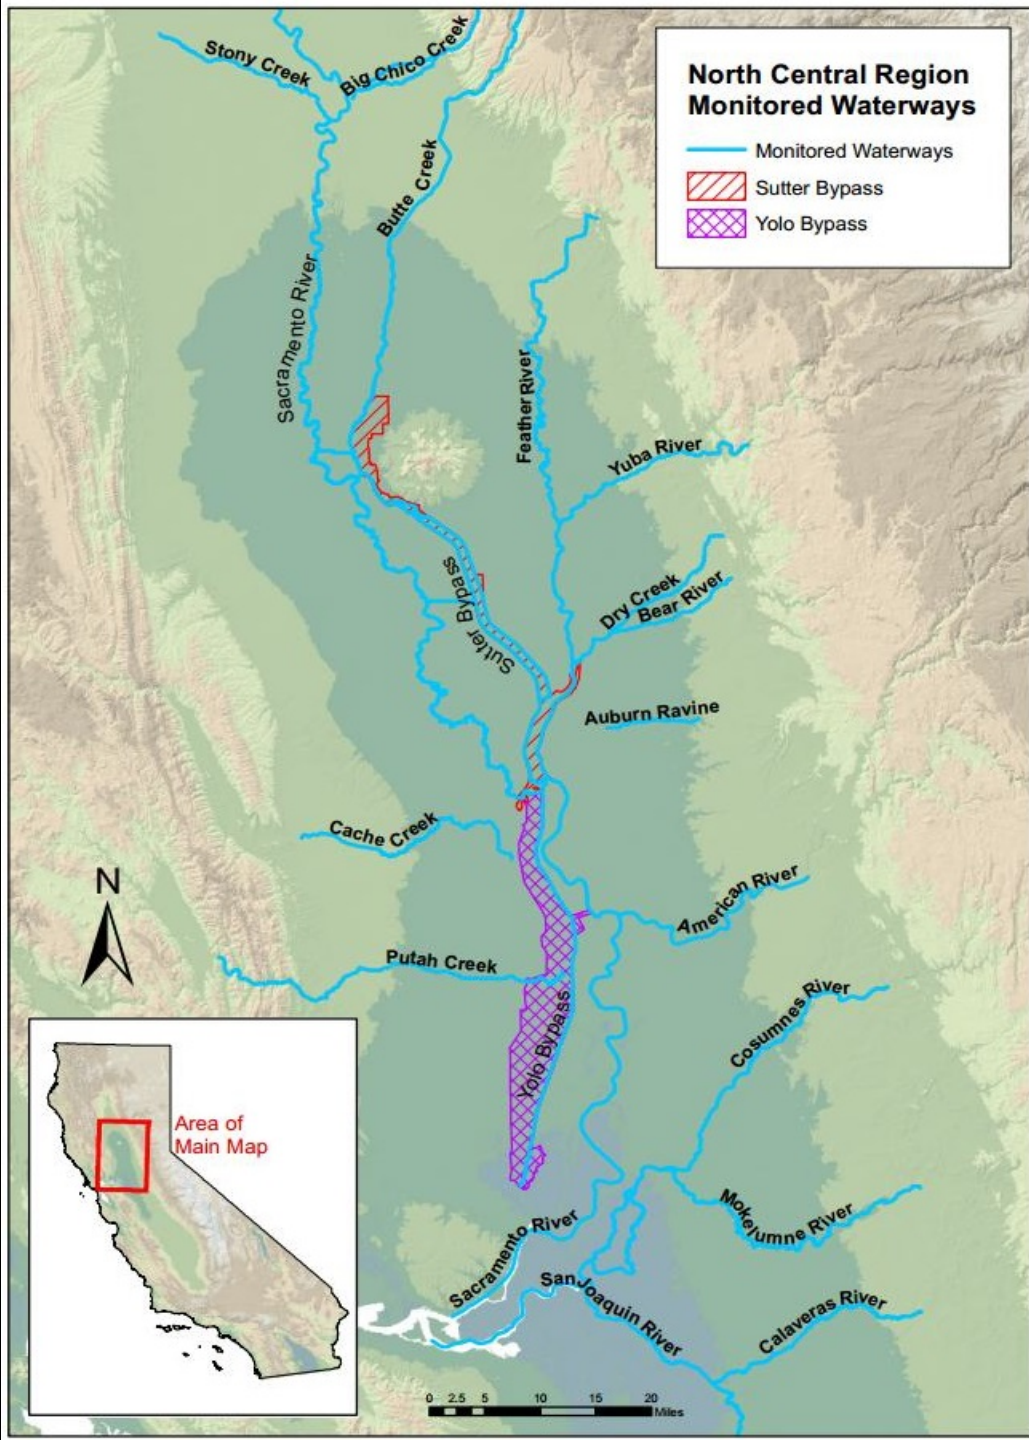 Stony Creek
Big Chico Creek
North Central Region
Monitored Waterways
Monitored Waterways
Sutter Bypass
Yolo Bypass
Butte Creek
Sacramento River
Feather River
Yuba River
Sutter Bypass
Dry Creek
Bear River
Auburn Ravine
Cache Creek
American River
N
Putah Creek
Cosumnes River
Yolo Bypass
Area of
Main Map
Mokelumne River
Sacramento River
San Joaquin River
Calaveras River
0 2.5 5 10 15 20
Miles